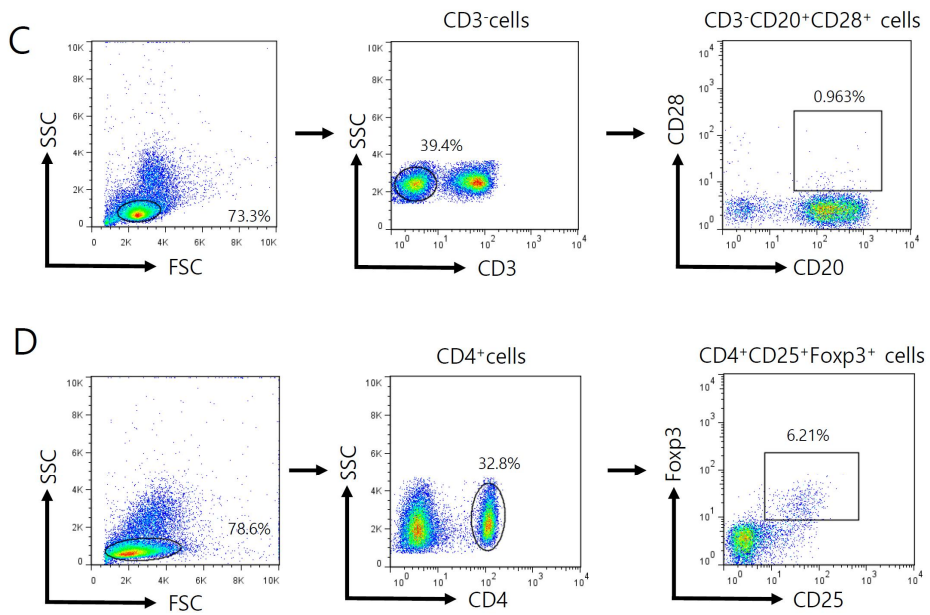 C
CD3-cells
CD3-CD20+CD28+ cells
10K
8K
6K
4K
2K
0
SSC
73.3%
0 2K 4K 6K 8K 10K
FSC
10K
8K
6K
4K
2K
0
SSC
39.4%
10⁰ 10¹ 10² 10³ 10⁴
CD3
10⁴
10³
10²
10¹
10⁰
CD28
0.963%
10⁰ 10¹ 10² 10³ 10⁴
CD20
D
CD4⁺cells
CD4⁺CD25⁺Foxp3⁺ cells
10K
8K
6K
4K
2K
0
SSC
78.6%
0 2K 4K 6K 8K 10K
FSC
10K
8K
6K
4K
2K
0
SSC
32.8%
10⁰ 10¹ 10² 10³ 10⁴
CD4
10⁴
10³
10²
10¹
10⁰
Foxp3
6.21%
10⁰ 10¹ 10² 10³ 10⁴
CD25